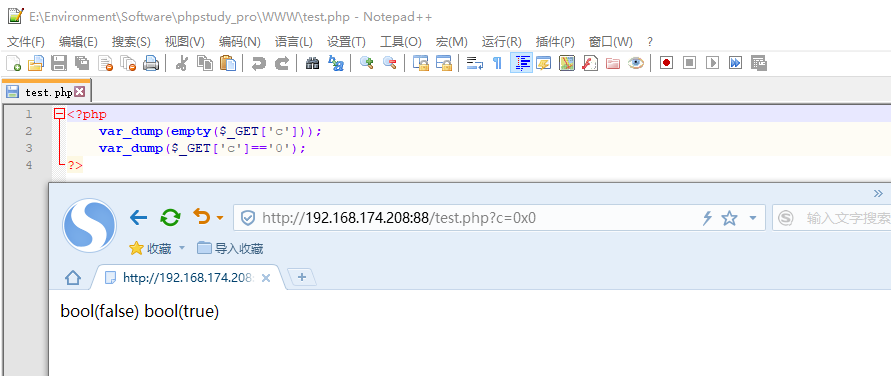 E:\Environment\Software\phpstudy_pro\WWW\test.php - Notepad++
文件(F) 编辑(E) 搜索(S) 视图(V) 编码(N) 语言(L) 设置(T) 工具(O) 宏(M) 运行(R) 插件(P) 窗口(W) ?
test.php
1 <?php
2 var_dump(empty($_GET['c']));
3 var_dump($_GET['c']=='0');
4 ?>
»
http://192.168.174.208:88/test.php?c=0x0
输入文字搜索
收藏 导入收藏
http://192.168.174.208
bool(false) bool(true)